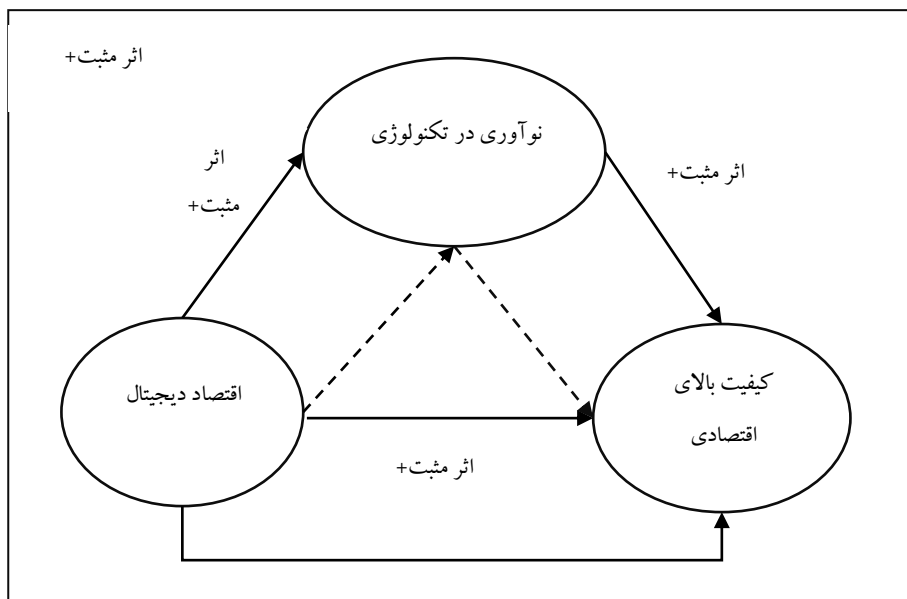 اثر مثبت+
نوآوری در تکنولوژی
اثر
مثبت+
اثر مثبت+
اقتصاد دیجیتال
کیفیت بالای
اقتصادی
اثر مثبت+